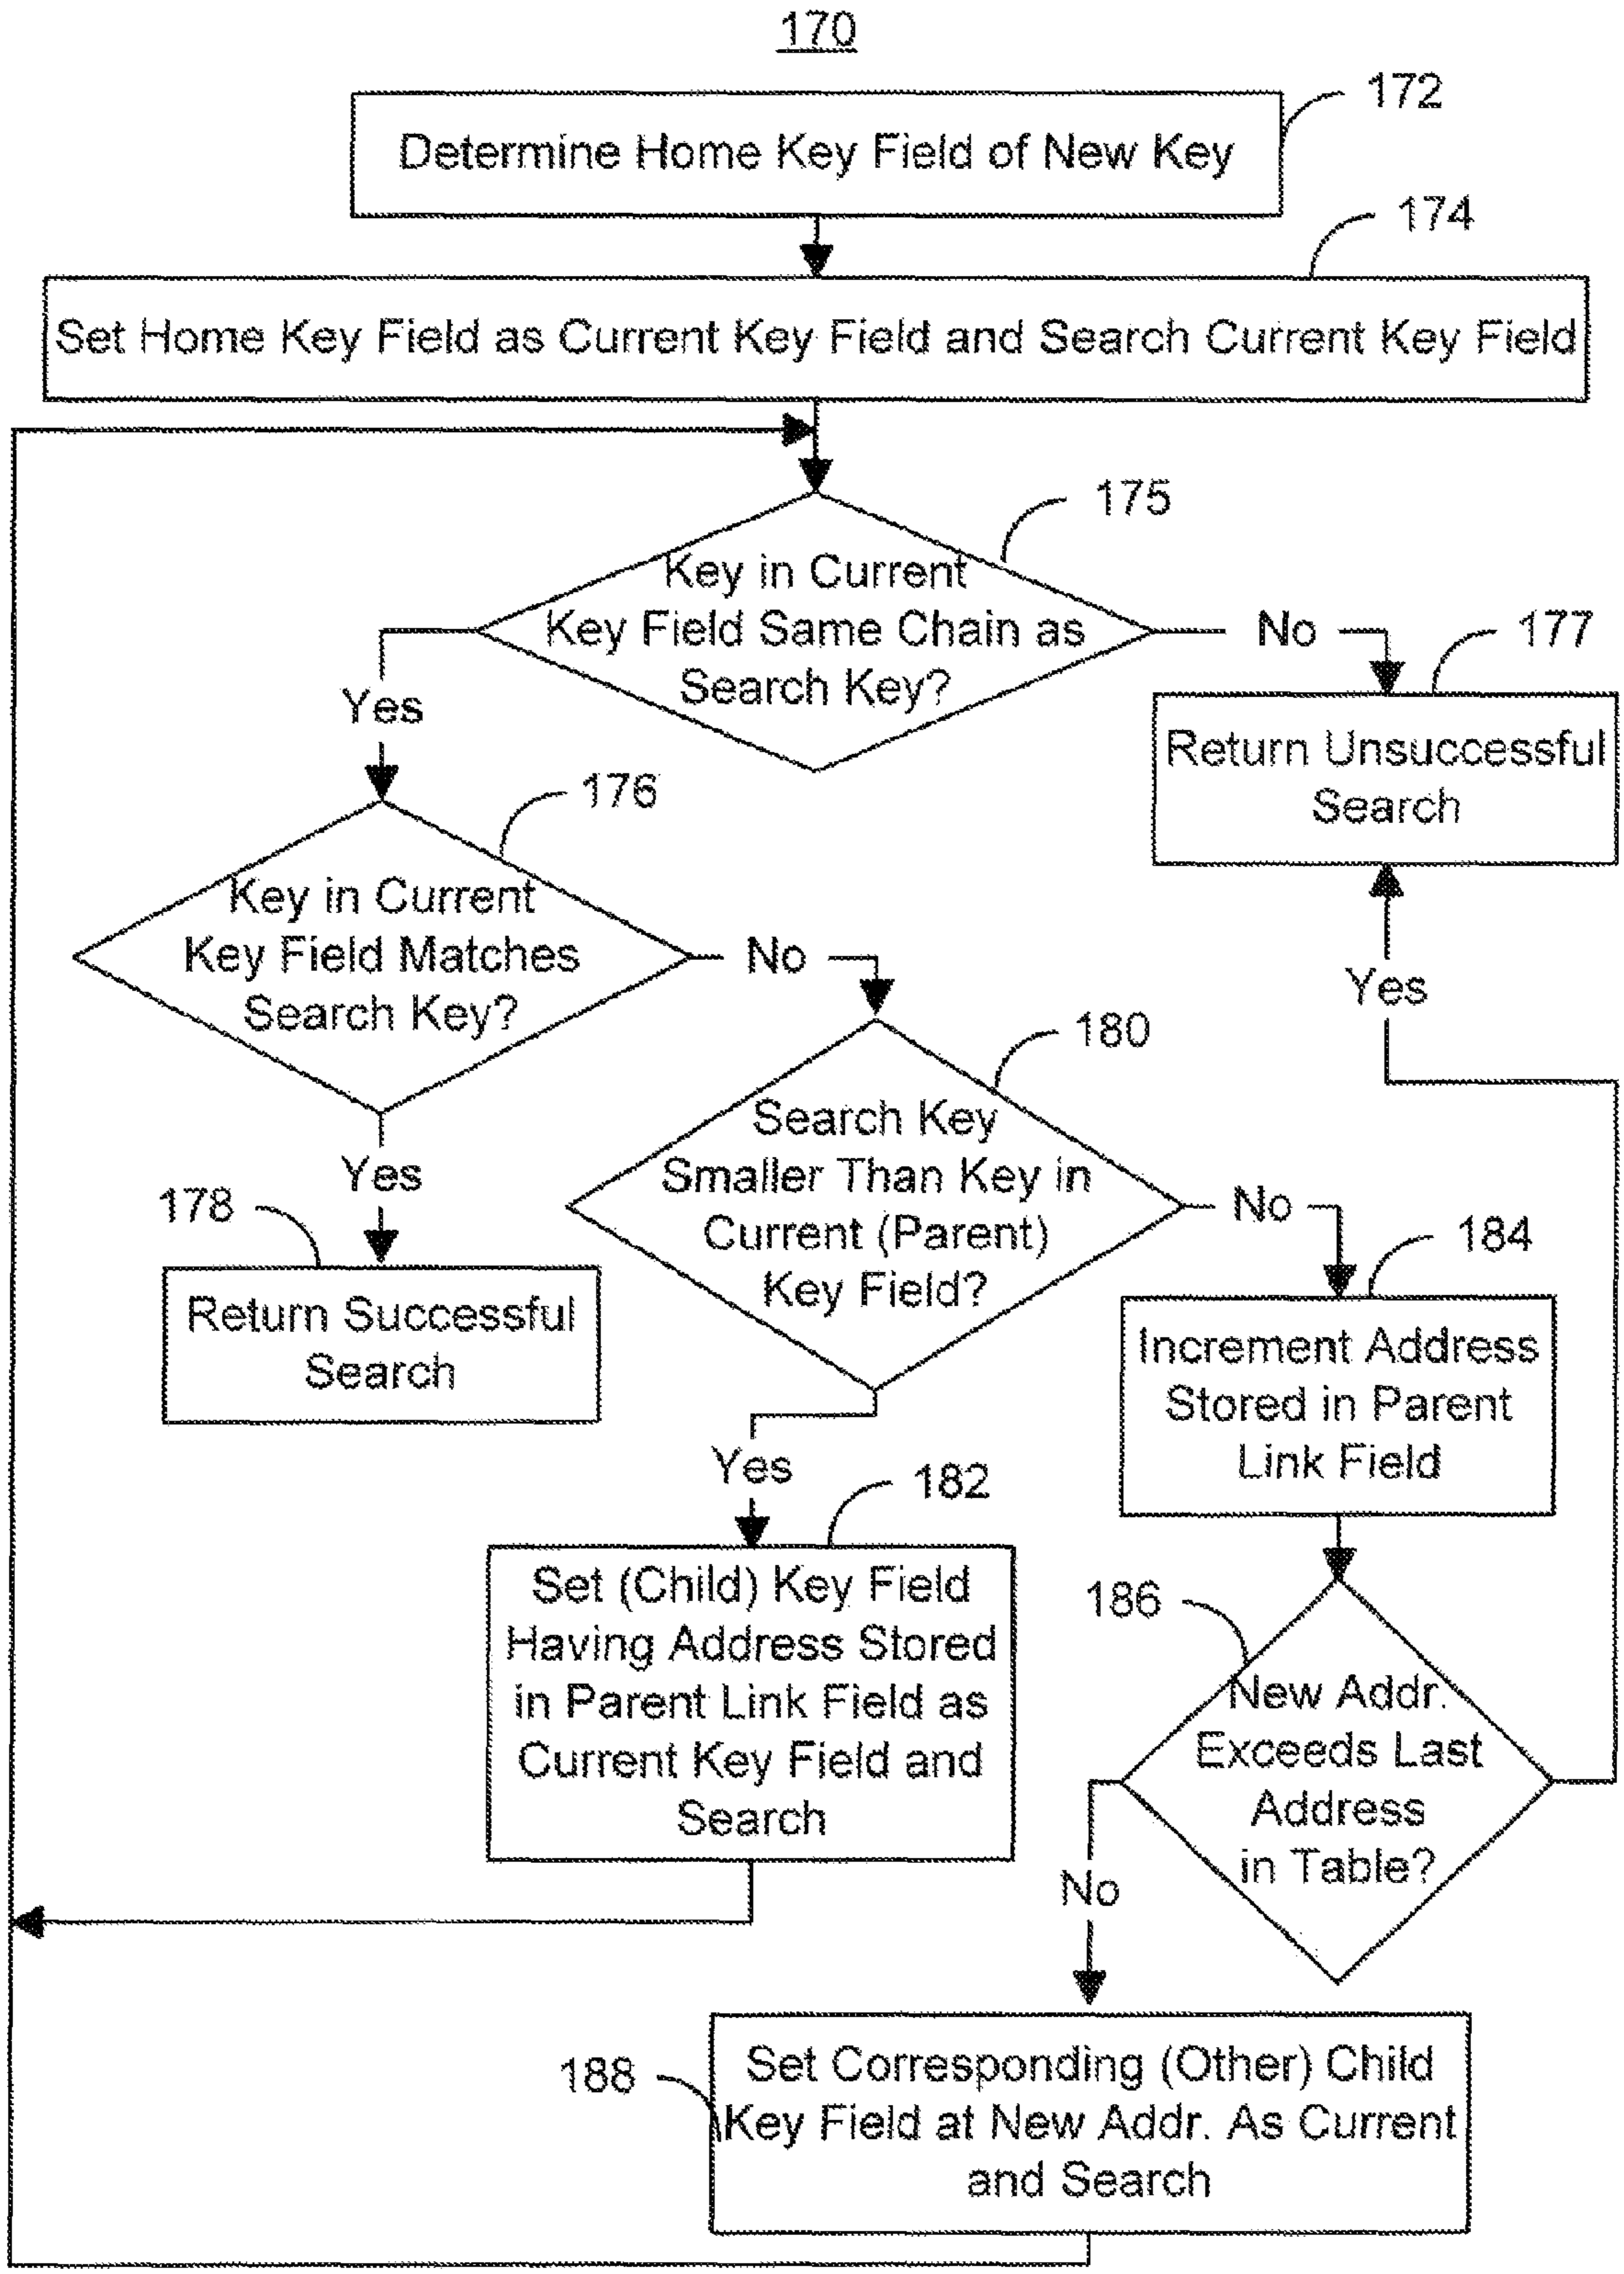 170
172
Determine Home Key Field of New Key
174
Set Home Key Field as Current Key Field and Search Current Key Field
175
Key in Current
Key Field Same Chain as
Search Key?
No
177
Yes
Return Unsuccessful
Search
176
Key in Current
Key Field Matches
Search Key?
No
Yes
180
Search Key
Smaller Than Key in
Current (Parent)
Key Field?
Yes
178
No
184
Return Successful
Search
Increment Address
Stored in Parent
Link Field
Yes
182
Set (Child) Key Field
Having Address Stored
in Parent Link Field as
Current Key Field and
Search
186
New Addr.
Exceeds Last
Address
in Table?
No
188
Set Corresponding (Other) Child
Key Field at New Addr. As Current
and Search